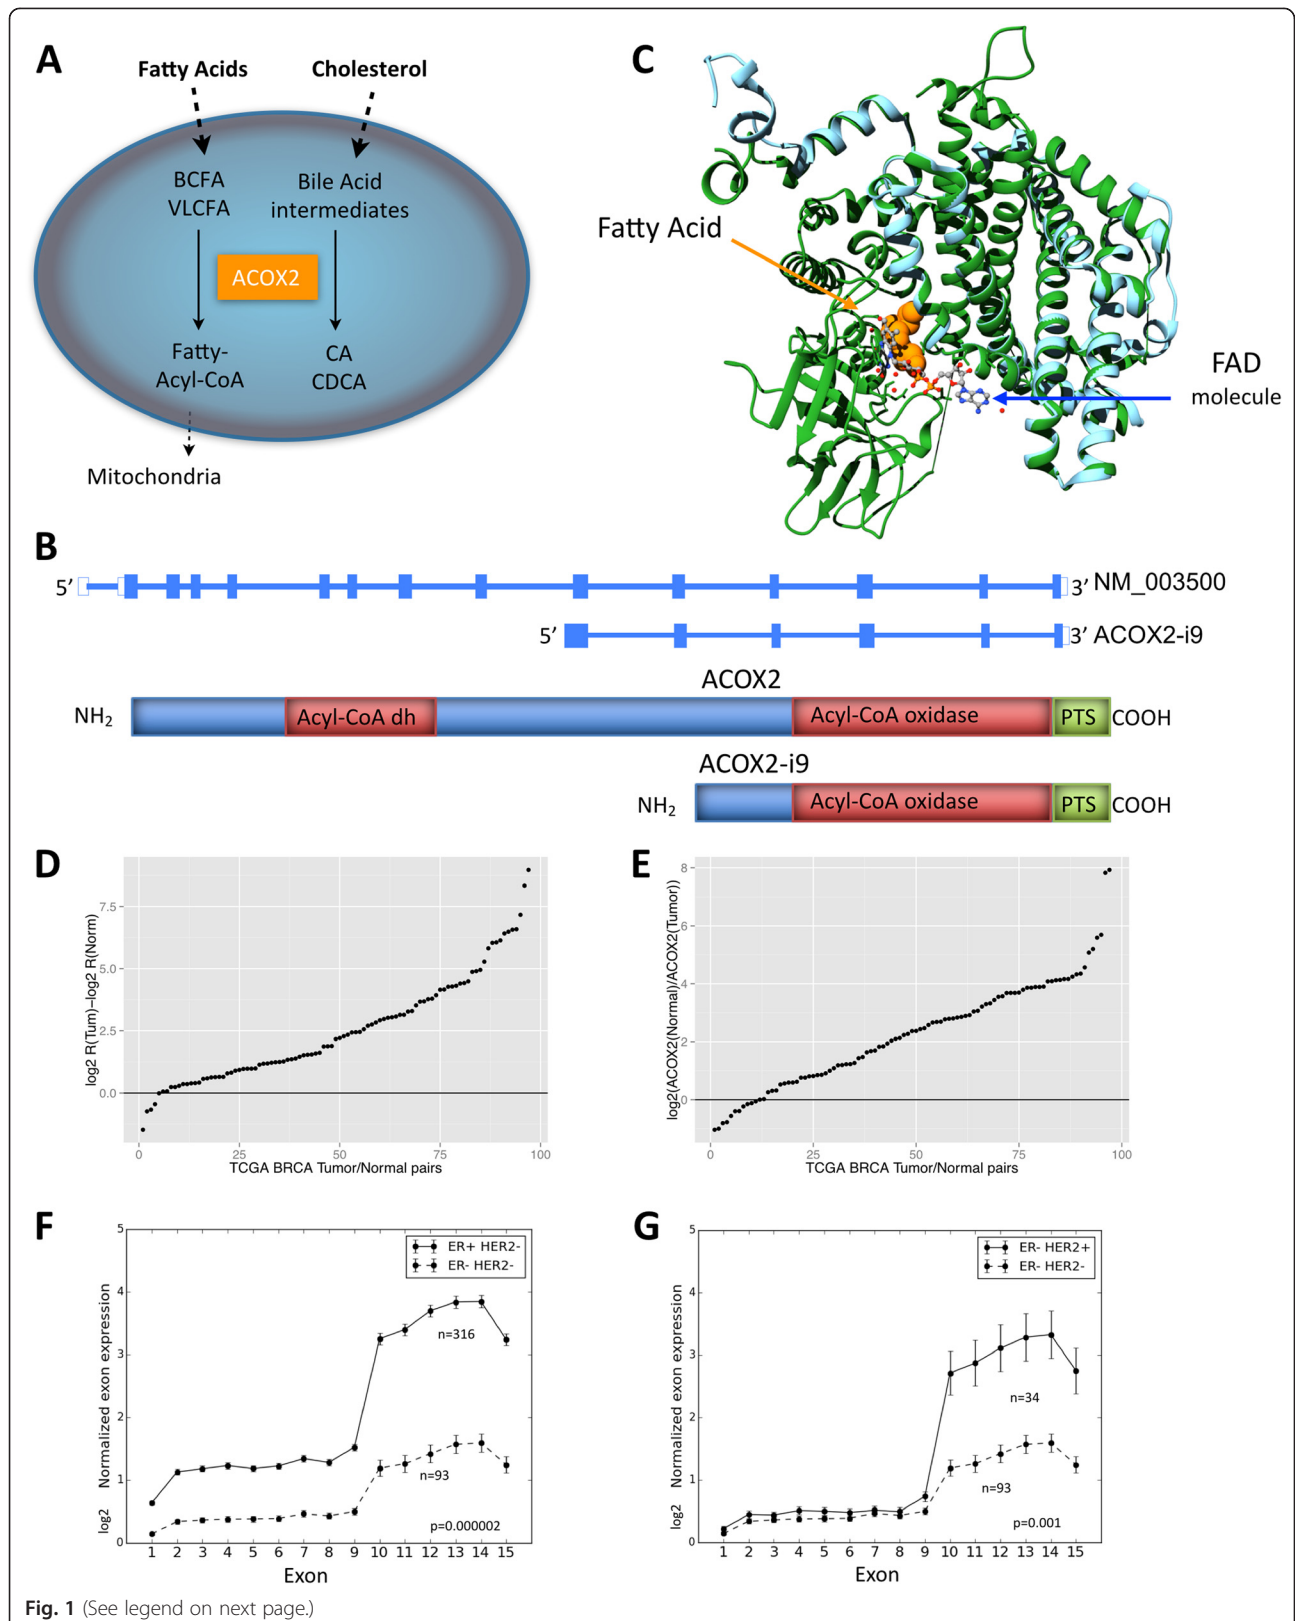 A
Fatty Acids
Cholesterol
BCFA
VLCFA
Bile Acid
intermediates
ACOX2
Fatty-
Acyl-CoA
CA
CDCA
Mitochondria
C
Fatty Acid
FAD
molecule
B
5’
3’ NM_003500
5’
3’ ACOX2-i9
ACOX2
NH2
Acyl-CoA dh
Acyl-CoA oxidase
PTS
COOH
ACOX2-i9
NH2
Acyl-CoA oxidase
PTS
COOH
D
log2 R(Tum)−log2 R(Norm)
7.5
5.0
2.5
0.0
0 25 50 75 100
TCGA BRCA Tumor/Normal pairs
E
log2(ACOX2(Normal)/ACOX2(Tumor))
8
6
4
2
0
0 25 50 75 100
TCGA BRCA Tumor/Normal pairs
F
log2 Normalized exon expression
5
4
3
2
1
0
ER+ HER2-
ER- HER2-
n=316
n=93
p=0.000002
1 2 3 4 5 6 7 8 9 10 11 12 13 14 15
Exon
G
log2 Normalized exon expression
5
4
3
2
1
0
ER- HER2+
ER- HER2-
n=34
n=93
p=0.001
1 2 3 4 5 6 7 8 9 10 11 12 13 14 15
Exon
Fig. 1 (See legend on next page.)